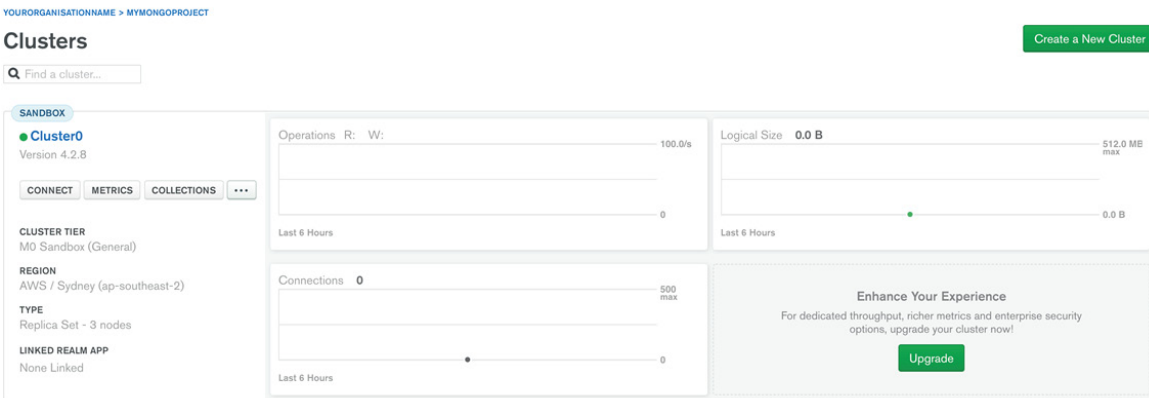 YOURORGANISATIONNAME > MYMONGOPROJECT
Clusters
Create a New Cluster
Find a cluster...
SANDBOX
Cluster0
Version 4.2.8
CONNECT
METRICS
COLLECTIONS
...
CLUSTER TIER
M0 Sandbox (General)
REGION
AWS / Sydney (ap-southeast-2)
TYPE
Replica Set - 3 nodes
LINKED REALM APP
None Linked
Operations R: W:
100.0/s
0
Last 6 Hours
Logical Size 0.0 B
512.0 MB
max
0.0 B
Last 6 Hours
Connections 0
500
max
0
Last 6 Hours
Enhance Your Experience
For dedicated throughput, richer metrics and enterprise security
options, upgrade your cluster now!
Upgrade